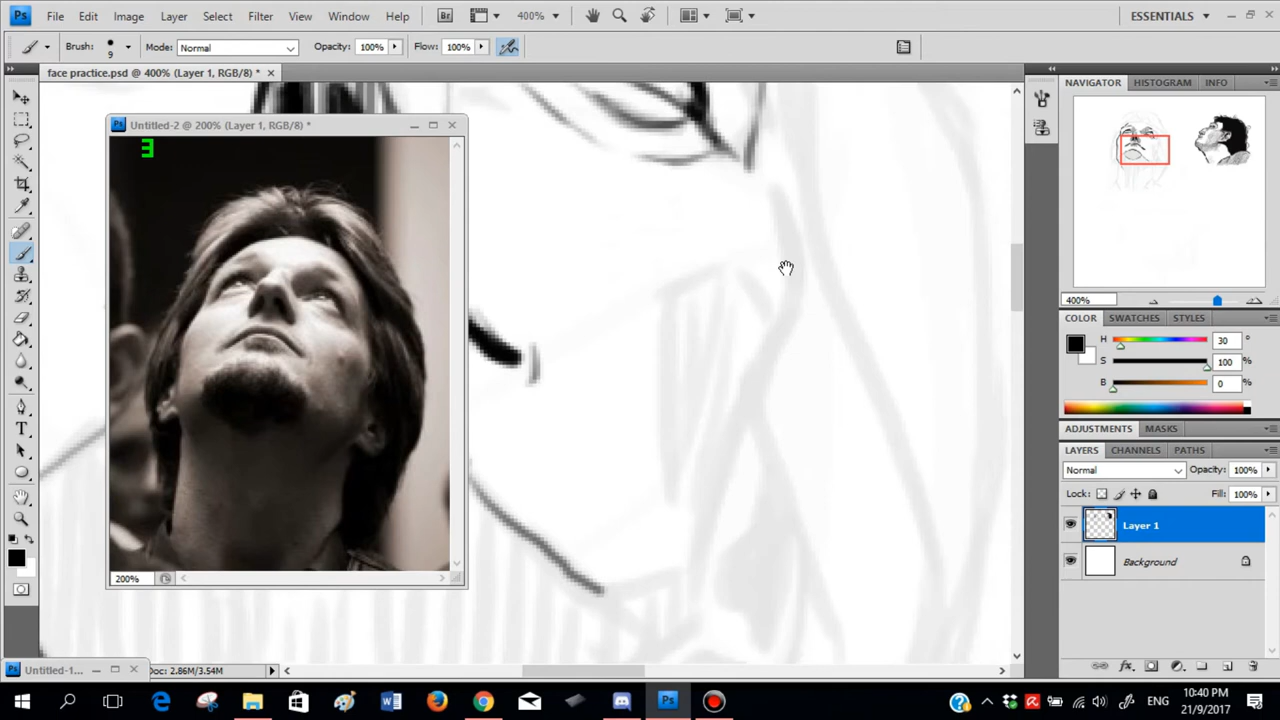 Ps File Edit Image Layer Select Filter View Window Help Br 400% ESSENTIALS
Brush: 9 Mode: Normal Opacity: 100% Flow: 100%
face practice.psd @ 400% (Layer 1, RGB/8) *
NAVIGATOR HISTOGRAM INFO
Untitled-2 @ 200% (Layer 1, RGB/8) *
3
400%
COLOR SWATCHES STYLES
H 30 °
S 100 %
B 0 %
ADJUSTMENTS MASKS
LAYERS CHANNELS PATHS
Normal Opacity: 100%
Lock: Fill: 100%
Layer 1
Background
200%
Untitled-1... Doc: 2.86M/3.54M
ENG
10:40 PM
21/9/2017